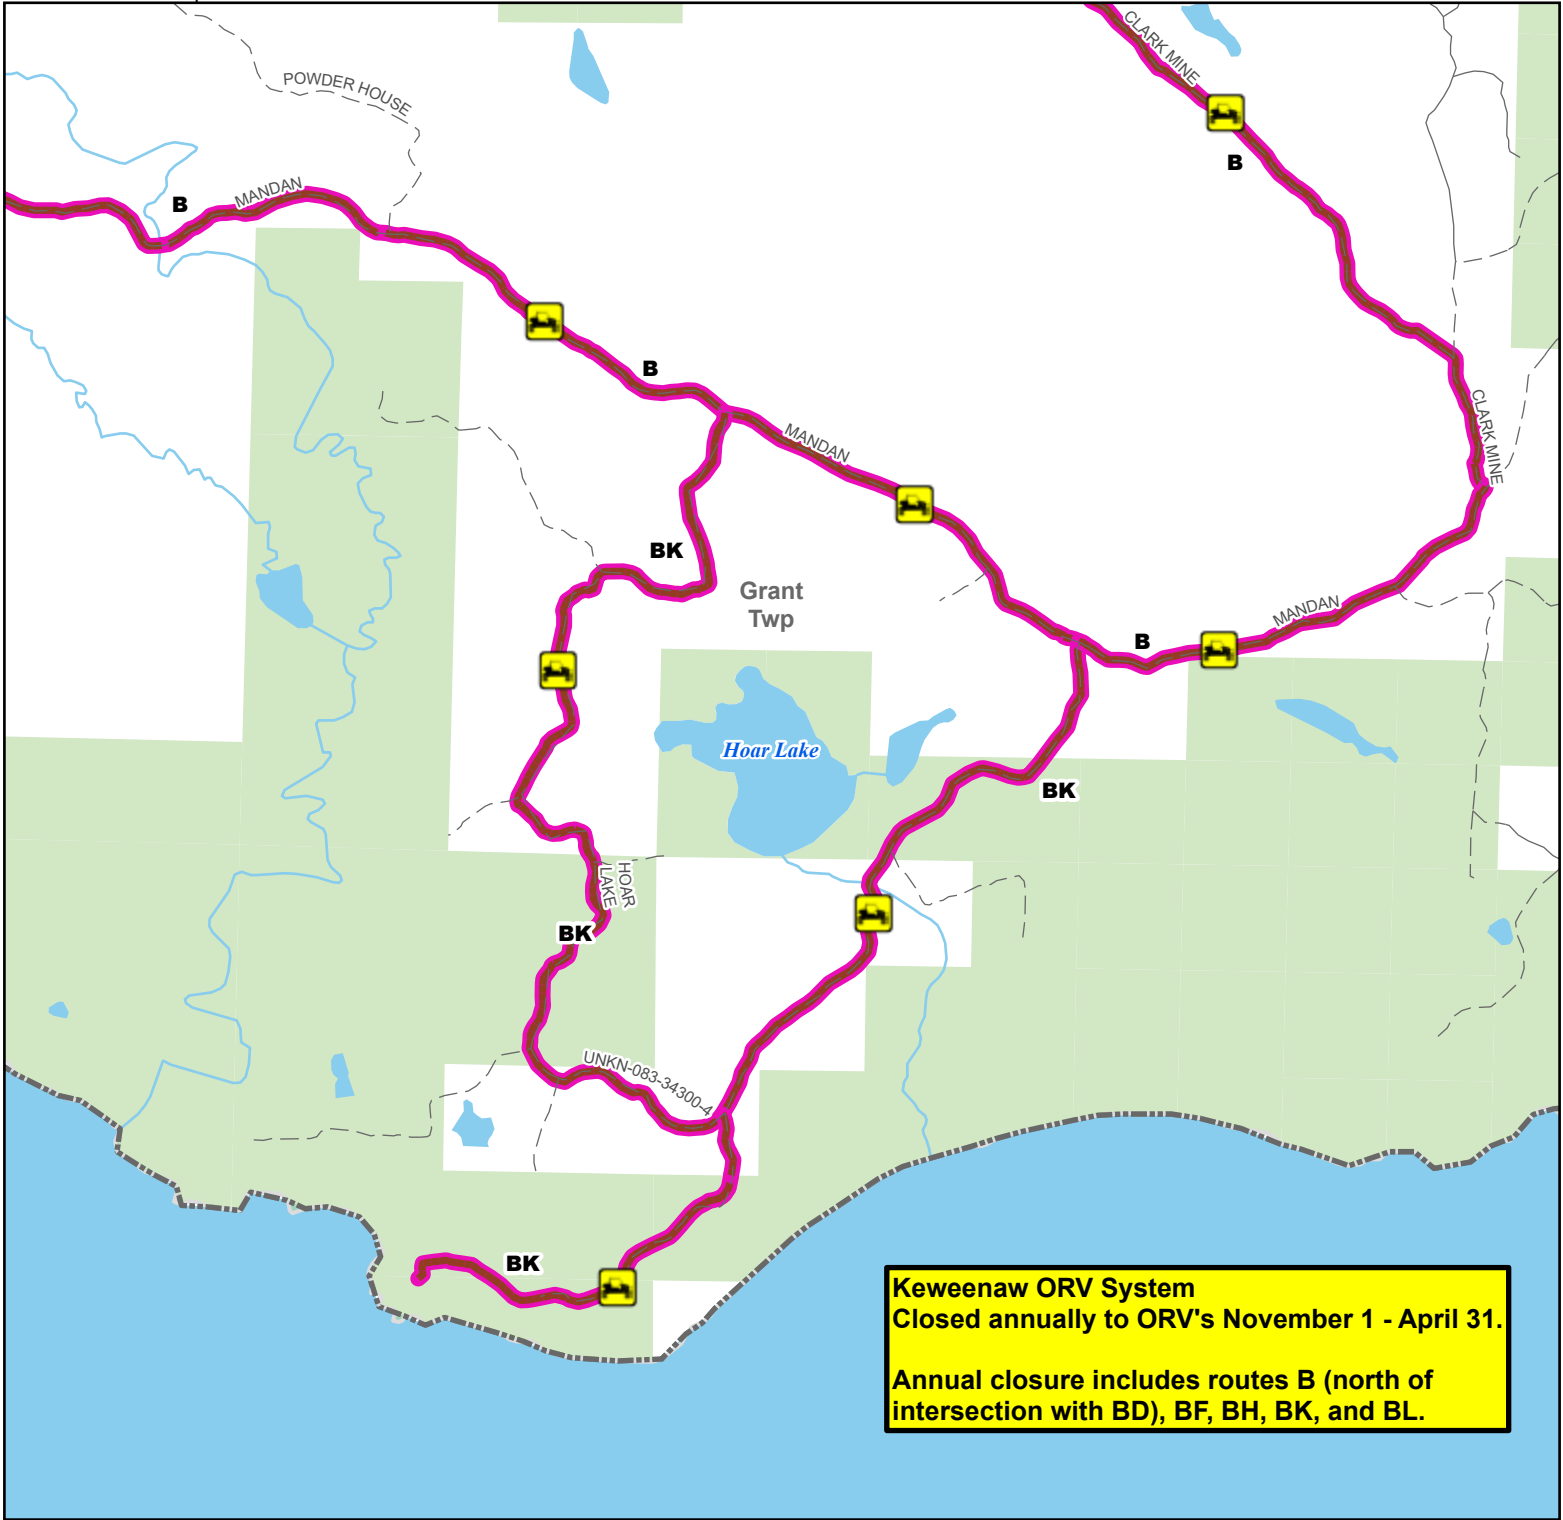 CLARK MINE
POWDER HOUSE
B
B
MANDAN
B
MANDAN
CLARK MINE
BK
Grant
Twp
MANDAN
B
Hoar Lake
BK
HOAR
LAKE
BK
UNKN-083-34300-4
BK
Keweenaw ORV System
Closed annually to ORV's November 1 - April 31.
Annual closure includes routes B (north of
intersection with BD), BF, BH, BK, and BL.